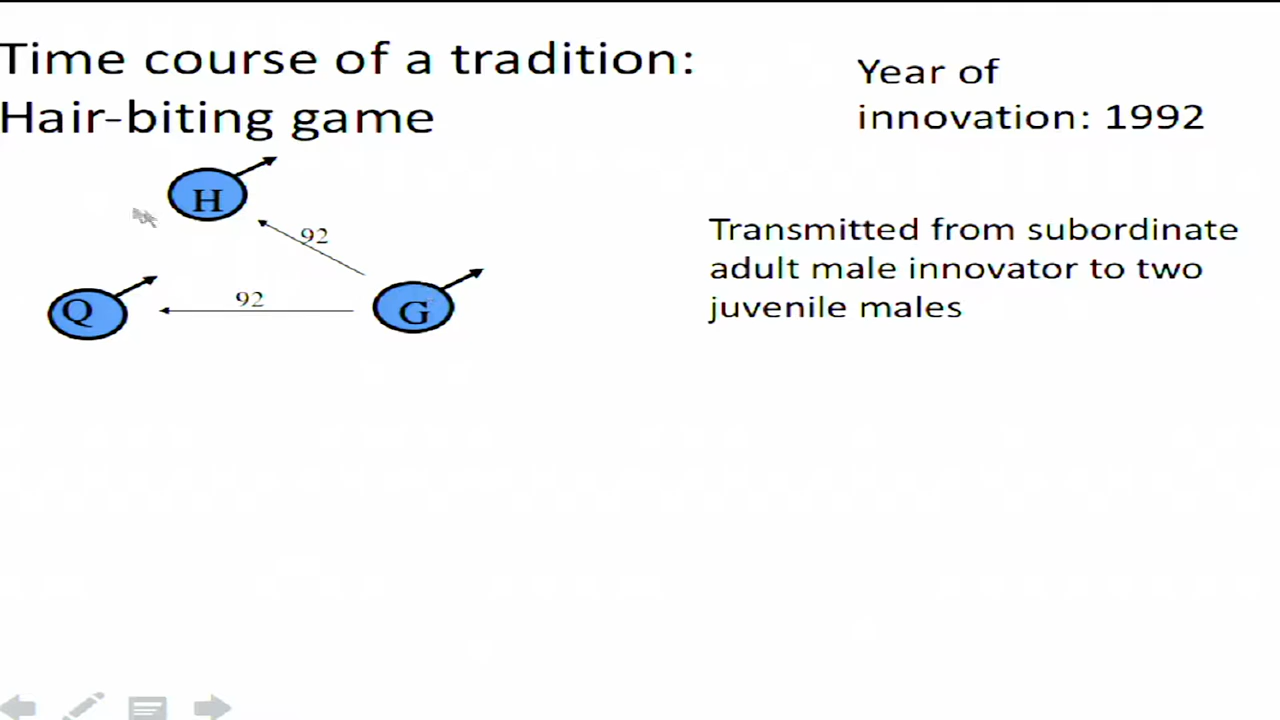 Time course of a tradition:
Hair-biting game
Year of
innovation: 1992
H
92
92
Q
G
Transmitted from subordinate
adult male innovator to two
juvenile males